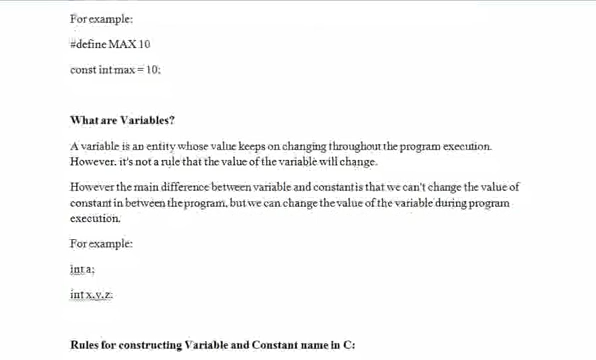 For example:
#define MAX 10
const int max = 10;
What are Variables?
A variable is an entity whose value keeps on changing throughout the program execution.
However, it's not a rule that the value of the variable will change.
However the main difference between variable and constant is that we can't change the value of
constant in between the program, but we can change the value of the variable during program
execution.
For example:
int a;
int x,y,z;
Rules for constructing Variable and Constant name in C: